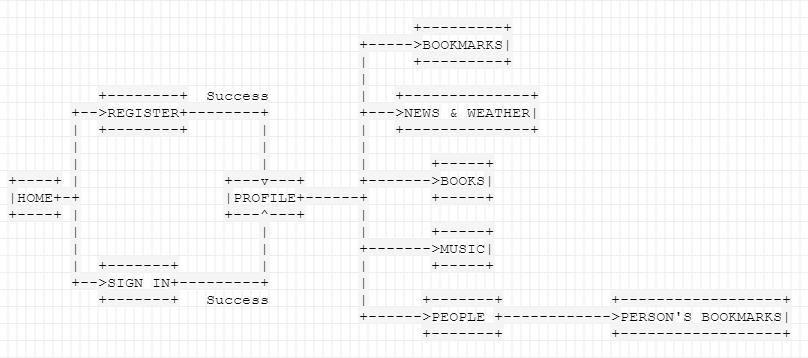 BOOKMARKS
REGISTER
Success
NEWS & WEATHER
HOME
PROFILE
BOOKS
MUSIC
SIGN IN
Success
PEOPLE
PERSON'S BOOKMARKS